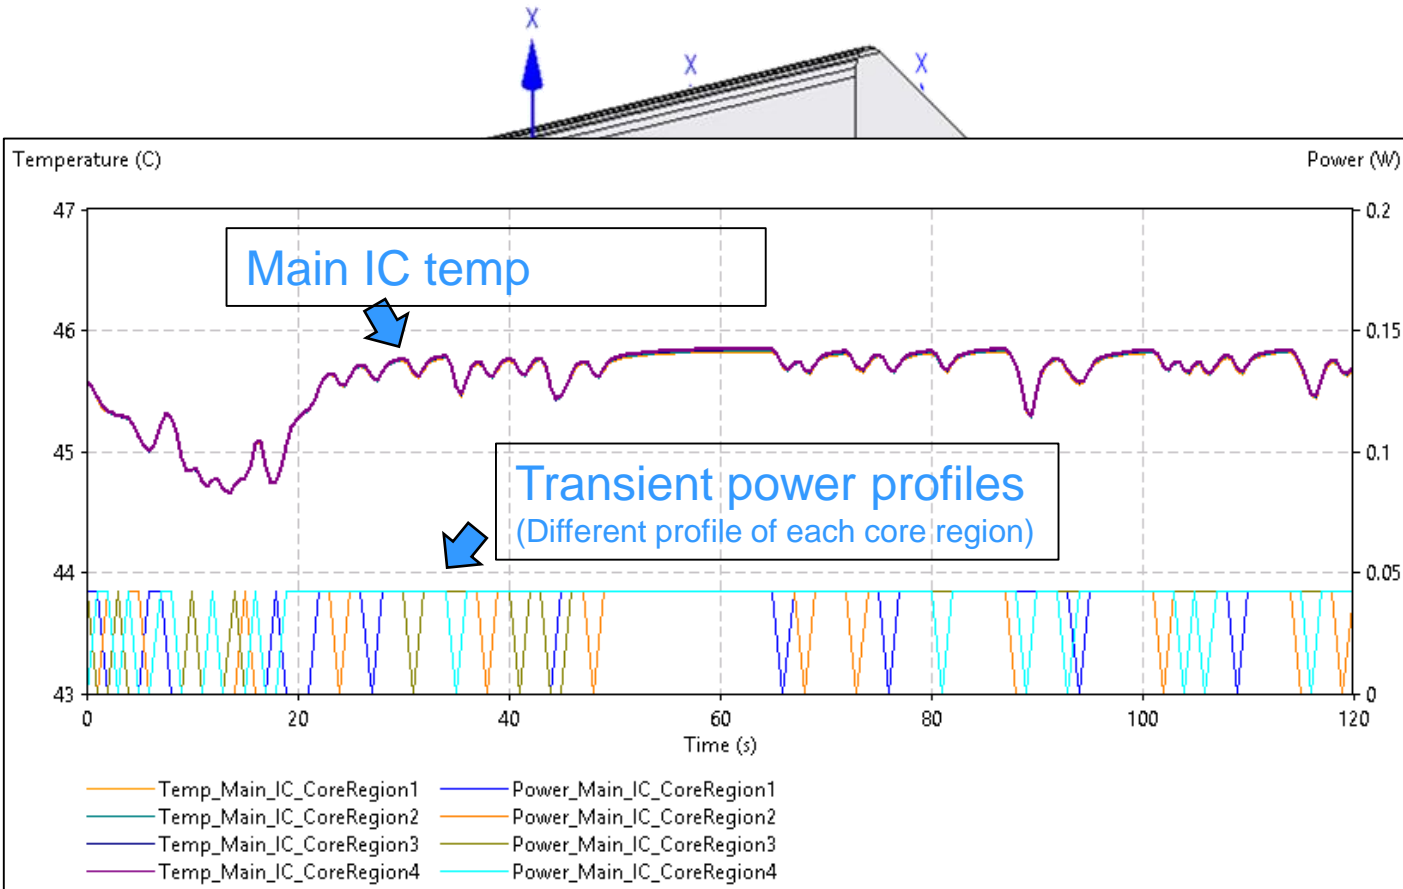 X
X
X
Temperature (C)
Power (W)
47
0.2
Main IC temp
46
0.15
45
0.1
Transient power profiles
(Different profile of each core region)
44
0.05
43
0
0
20
40
60
80
100
120
Time (s)
Temp_Main_IC_CoreRegion1
Power_Main_IC_CoreRegion1
Temp_Main_IC_CoreRegion2
Power_Main_IC_CoreRegion2
Temp_Main_IC_CoreRegion3
Power_Main_IC_CoreRegion3
Temp_Main_IC_CoreRegion4
Power_Main_IC_CoreRegion4